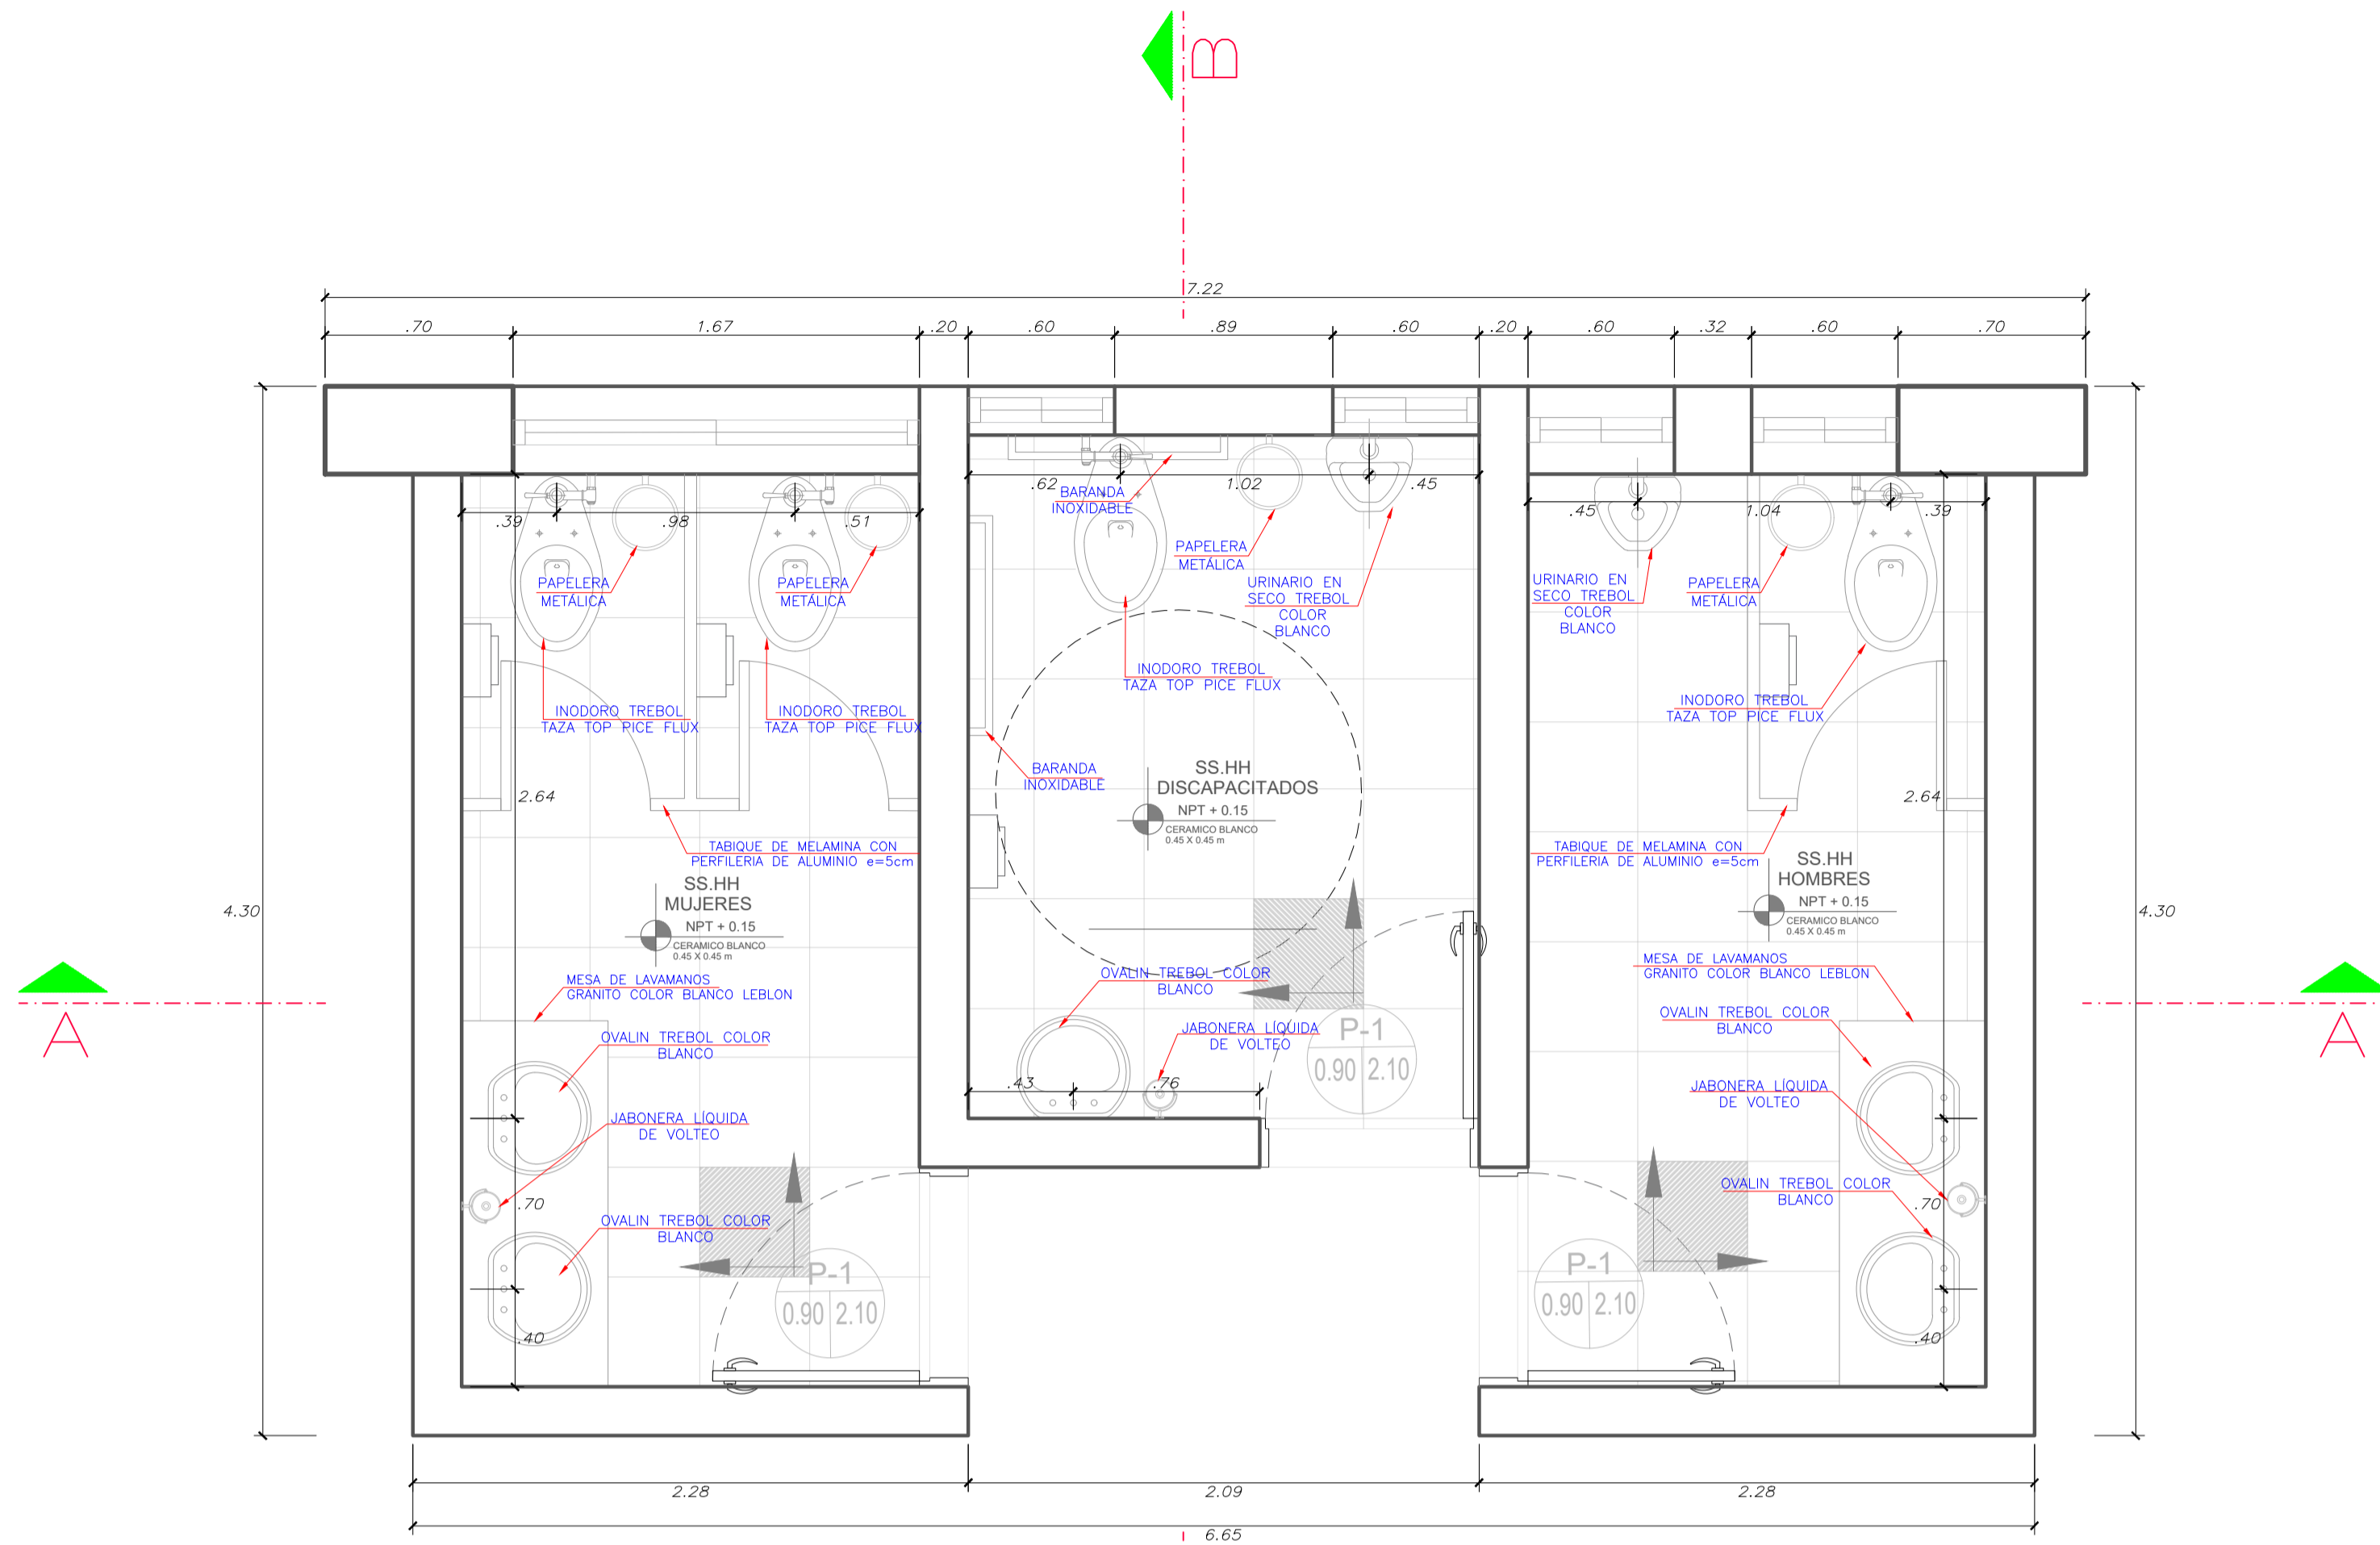 B
7.22
.70
1.67
.20
.60
.89
.60
.20
.60
.32
.60
.70
.39
.98
.51
.62
1.02
.45
.45
1.04
.39
BARANDA
INOXIDABLE
PAPELERA
METÁLICA
PAPELERA
METÁLICA
PAPELERA
METÁLICA
URINARIO EN
SECO TREBOL
COLOR
BLANCO
URINARIO EN
SECO TREBOL
COLOR
BLANCO
PAPELERA
METÁLICA
INODORO TREBOL
TAZA TOP PICE FLUX
INODORO TREBOL
TAZA TOP PICE FLUX
INODORO TREBOL
TAZA TOP PICE FLUX
INODORO TREBOL
TAZA TOP PICE FLUX
BARANDA
INOXIDABLE
SS.HH
DISCAPACITADOS
NPT + 0.15
CERAMICO BLANCO
0.45 X 0.45 m
2.64
2.64
TABIQUE DE MELAMINA CON
PERFILERIA DE ALUMINIO e=5cm
TABIQUE DE MELAMINA CON
PERFILERIA DE ALUMINIO e=5cm
SS.HH
MUJERES
NPT + 0.15
CERAMICO BLANCO
0.45 X 0.45 m
SS.HH
HOMBRES
NPT + 0.15
CERAMICO BLANCO
0.45 X 0.45 m
4.30
4.30
MESA DE LAVAMANOS
GRANITO COLOR BLANCO LEBLON
OVALIN TREBOL COLOR
BLANCO
MESA DE LAVAMANOS
GRANITO COLOR BLANCO LEBLON
A
A
OVALIN TREBOL COLOR
BLANCO
JABONERA LÍQUIDA
DE VOLTEO
P-1
0.90 2.10
OVALIN TREBOL COLOR
BLANCO
.43
.76
JABONERA LÍQUIDA
DE VOLTEO
JABONERA LÍQUIDA
DE VOLTEO
.70
OVALIN TREBOL COLOR
BLANCO
OVALIN TREBOL COLOR
BLANCO
.70
P-1
0.90 2.10
P-1
0.90 2.10
.40
.40
2.28
2.09
2.28
6.65